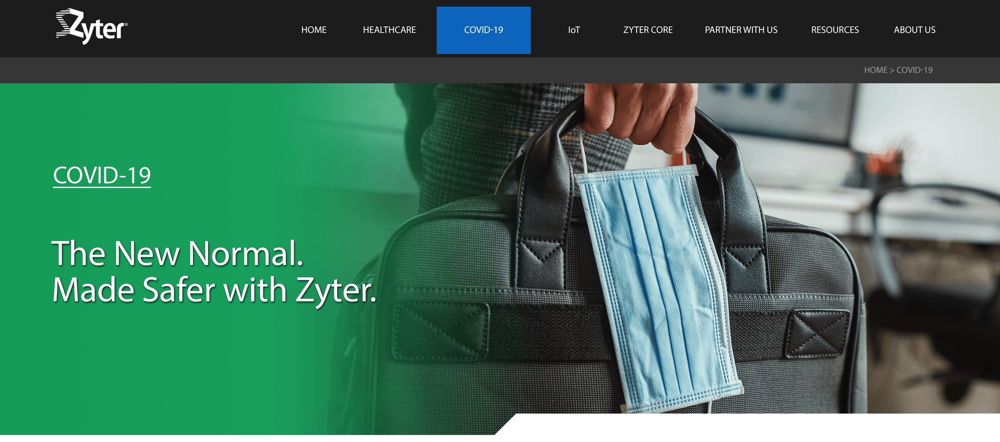 Zyter®
HOME
HEALTHCARE
COVID-19
IoT
ZYTER CORE
PARTNER WITH US
RESOURCES
ABOUT US
HOME > COVID-19
COVID-19
The New Normal.
Made Safer with Zyter.